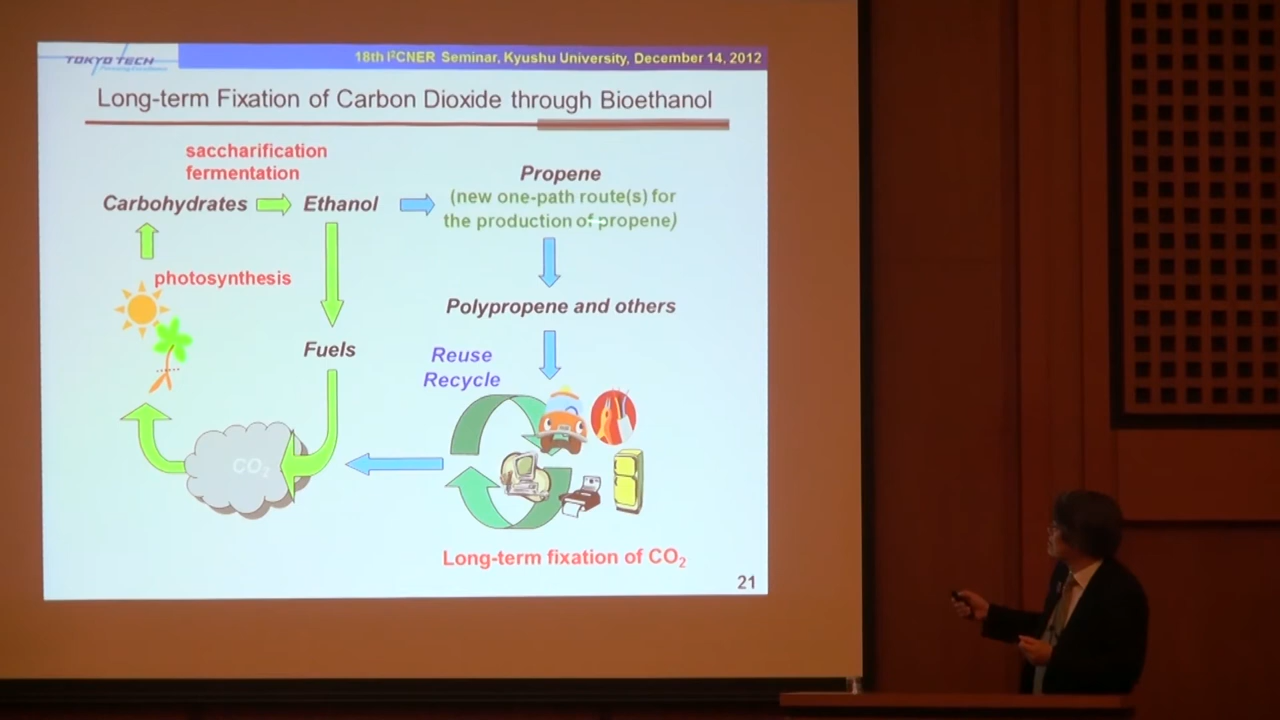 TOKYO TECH
18th I²CNER Seminar, Kyushu University, December 14, 2012
Long-term Fixation of Carbon Dioxide through Bioethanol
saccharification
fermentation
Carbohydrates
Ethanol
Propene
(new one-path route(s) for
the production of propene)
photosynthesis
Polypropene and others
Fuels
Reuse
Recycle
CO₂
Long-term fixation of CO₂
21